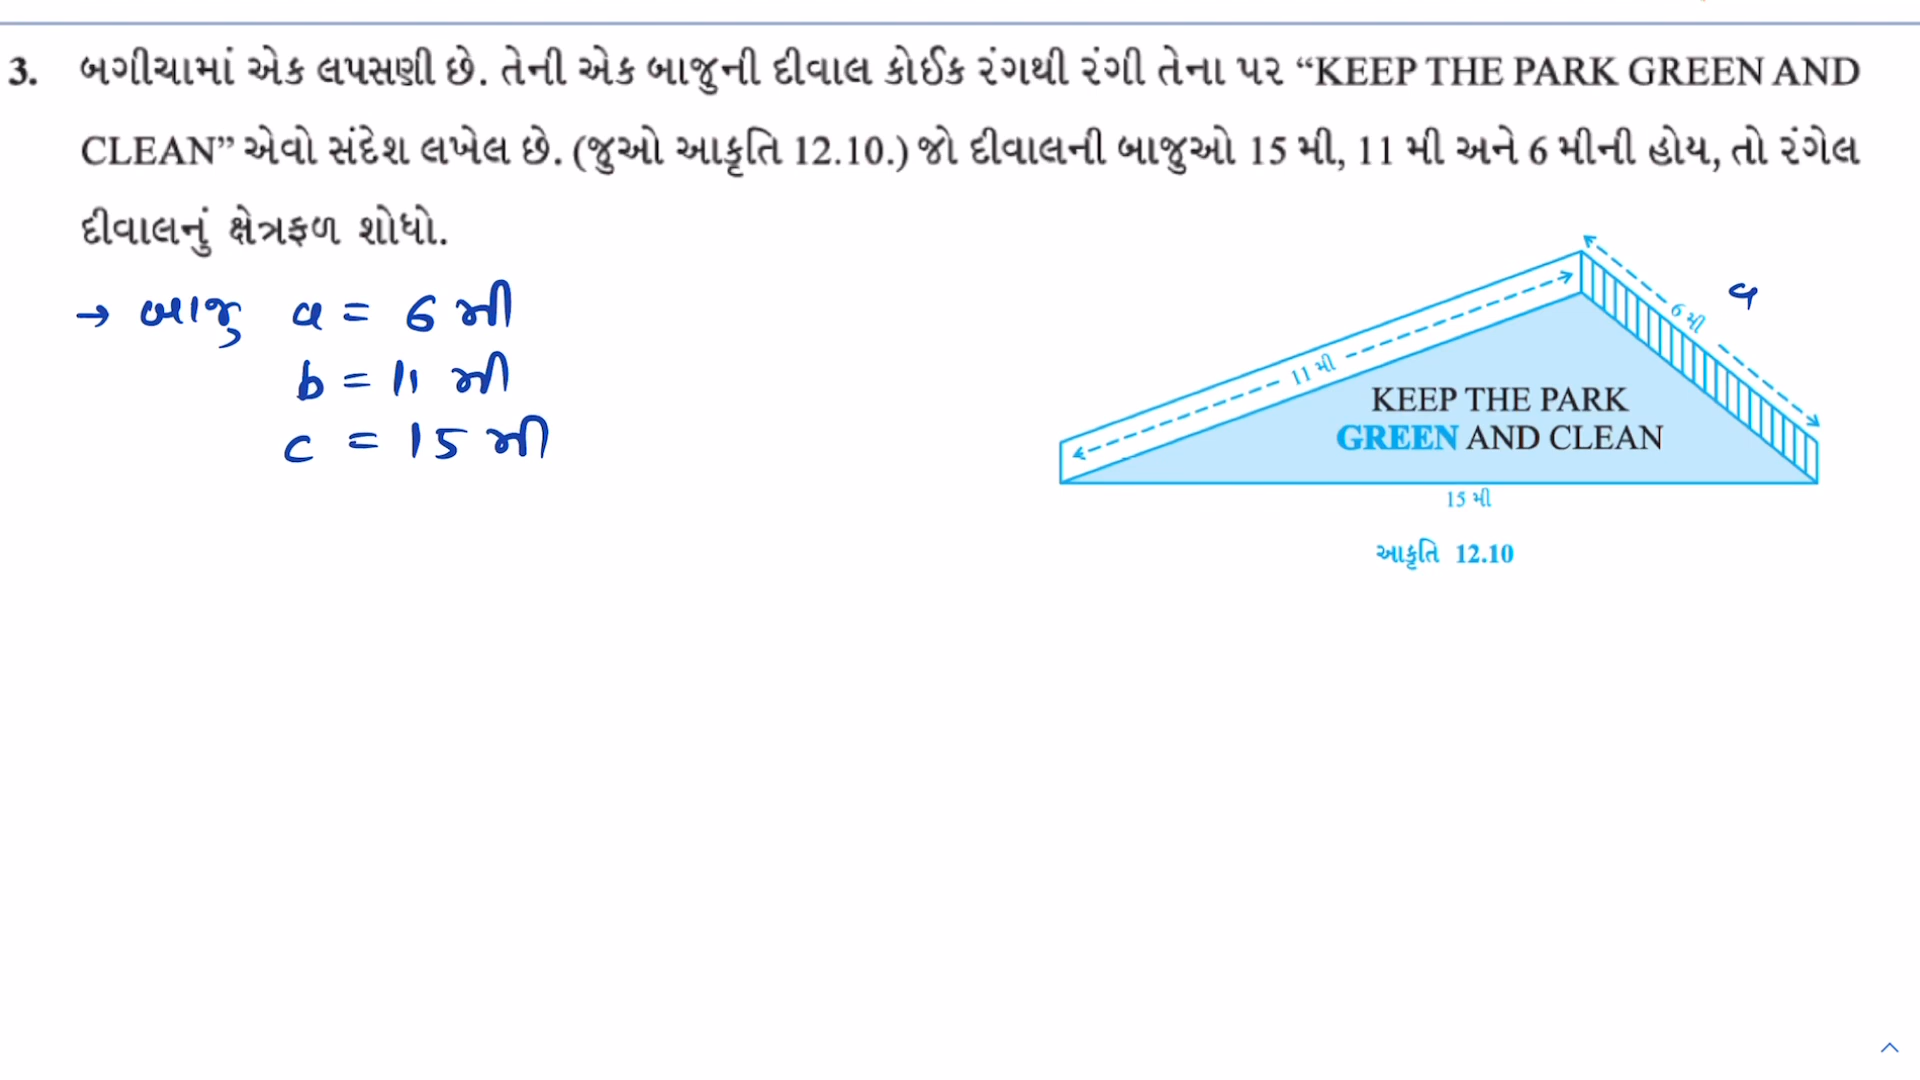 3. બગીચામાં એક લપસણી છે. તેની એક બાજુની દીવાલ કોઈક રંગથી રંગી તેના પર “KEEP THE PARK GREEN AND
CLEAN” એવો સંદેશ લખેલ છે. (જુઓ આકૃતિ 12.10.) જો દીવાલની બાજુઓ 15 મી, 11 મી અને 6 મીની હોય, તો રંગેલ
દીવાલનું ક્ષેત્રફળ શોધો.
→ બાજુ a = 6 મી
b = 11 મી
c = 15 મી
a
6 મી
11 મી
KEEP THE PARK
GREEN AND CLEAN
15 મી
આકૃતિ 12.10